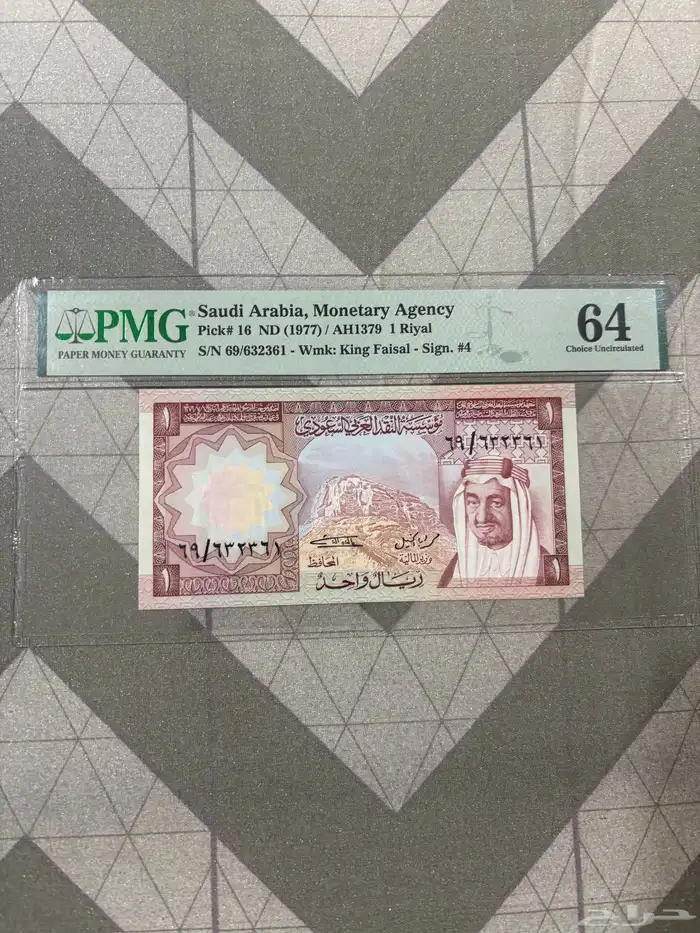 PMG®
PAPER MONEY GUARANTY
Saudi Arabia, Monetary Agency
Pick# 16 ND (1977) / AH1379 1 Riyal
S/N 69/632361 - Wmk: King Faisal - Sign. #4
64
Choice Uncirculated
١
١
مؤسسة النقد العربي السعودي
٦٩/٦٣٢٣٦١
٦٩/٦٣٢٣٦١
المحافظ
وزير المالية
١
ريال واحد
١
حراج